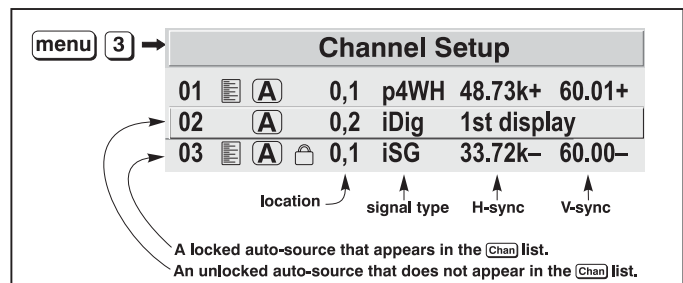 menu 3 Channel Setup
01 A 0,1 p4WH 48.73k+ 60.01+
02 A 0,2 iDig 1st display
03 A 0,1 iSG 33.72k– 60.00–
location signal type H-sync V-sync
A locked auto-source that appears in the Chan list.
An unlocked auto-source that does not appear in the Chan list.